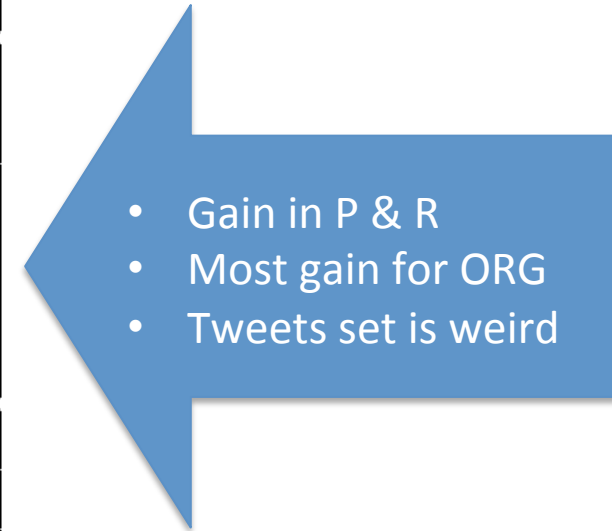 • Gain in P & R
• Most gain for ORG
• Tweets set is weird